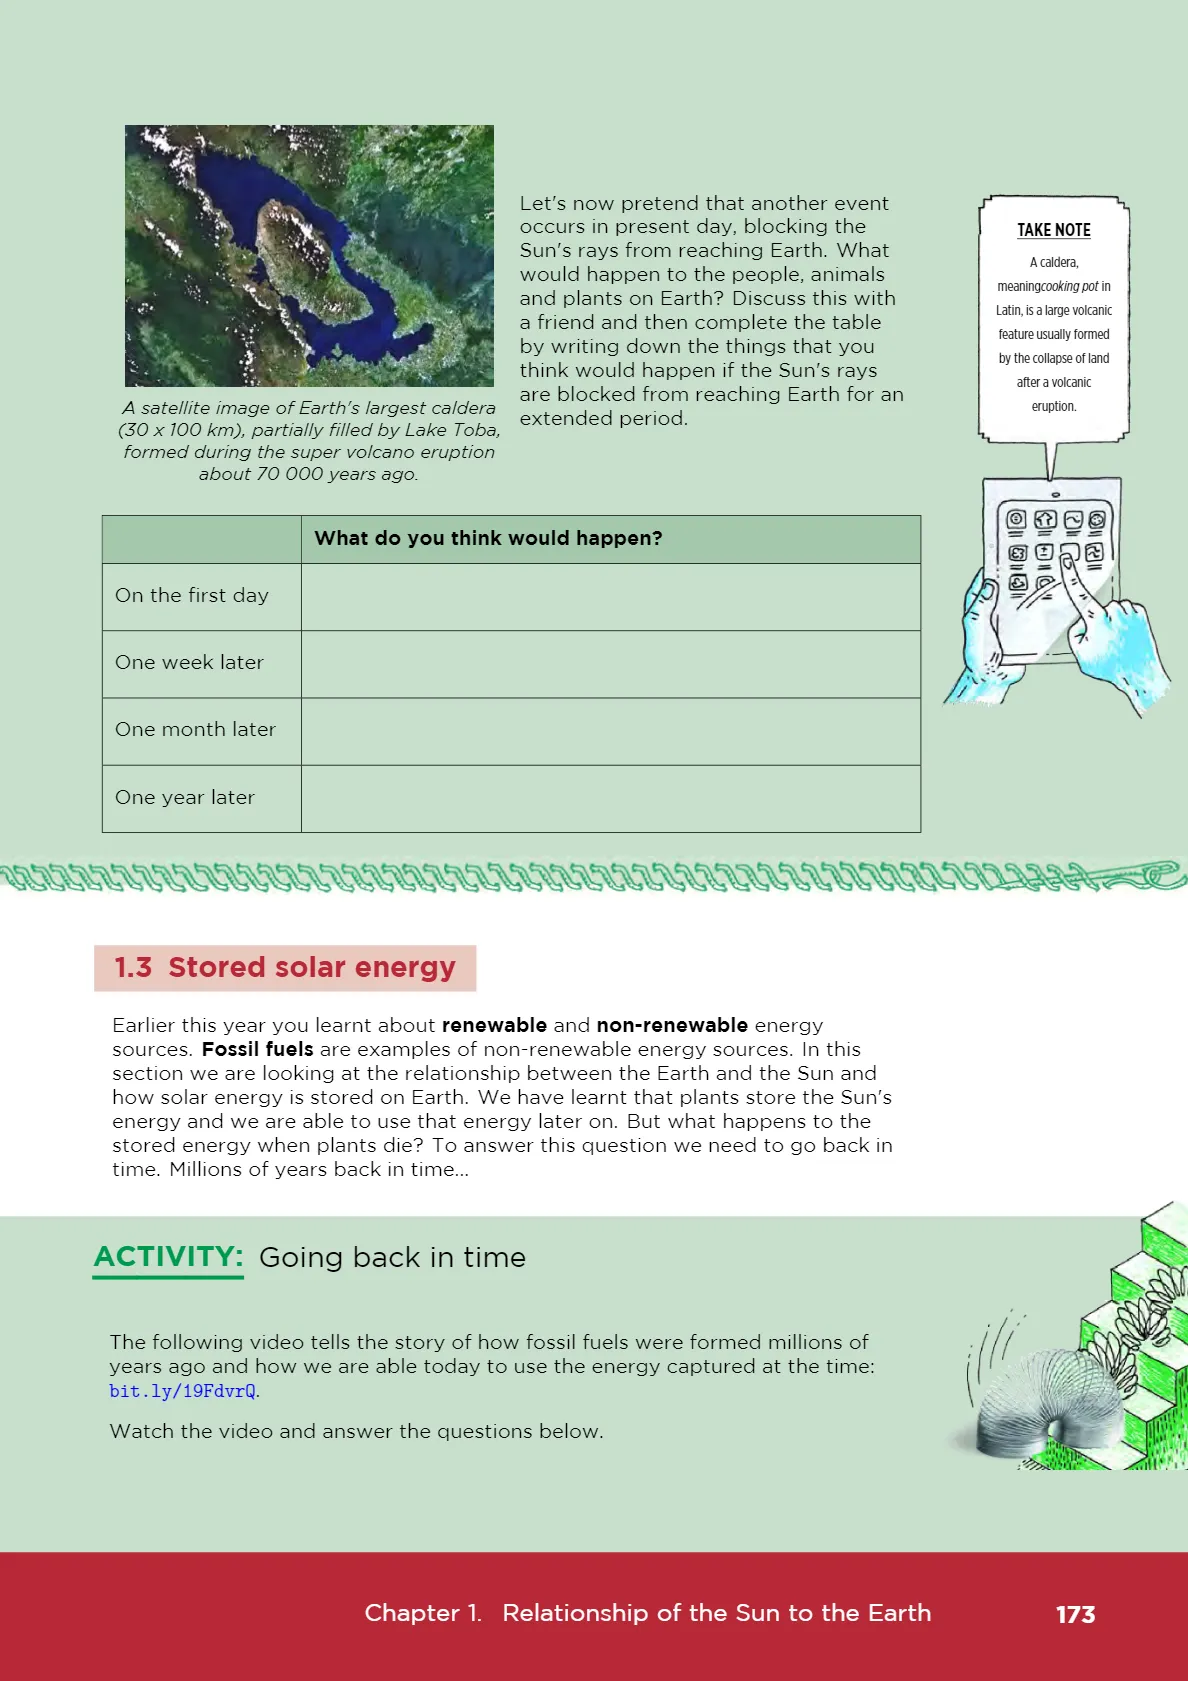 A satellite image of Earth's largest caldera
(30 x 100 km), partially filled by Lake Toba,
formed during the super volcano eruption
about 70 000 years ago.
Let's now pretend that another event
occurs in present day, blocking the
Sun's rays from reaching Earth. What
would happen to the people, animals
and plants on Earth? Discuss this with
a friend and then complete the table
by writing down the things that you
think would happen if the Sun's rays
are blocked from reaching Earth for an
extended period.
TAKE NOTE
A caldera,
meaningcooking pot in
Latin, is a large volcanic
feature usually formed
by the collapse of land
after a volcanic
eruption.
What do you think would happen?
On the first day
One week later
One month later
One year later
1.3 Stored solar energy
Earlier this year you learnt about renewable and non-renewable energy
sources. Fossil fuels are examples of non-renewable energy sources. In this
section we are looking at the relationship between the Earth and the Sun and
how solar energy is stored on Earth. We have learnt that plants store the Sun's
energy and we are able to use that energy later on. But what happens to the
stored energy when plants die? To answer this question we need to go back in
time. Millions of years back in time...
ACTIVITY: Going back in time
The following video tells the story of how fossil fuels were formed millions of
years ago and how we are able today to use the energy captured at the time:
bit.ly/19FdvrQ.
Watch the video and answer the questions below.
Chapter 1. Relationship of the Sun to the Earth 173